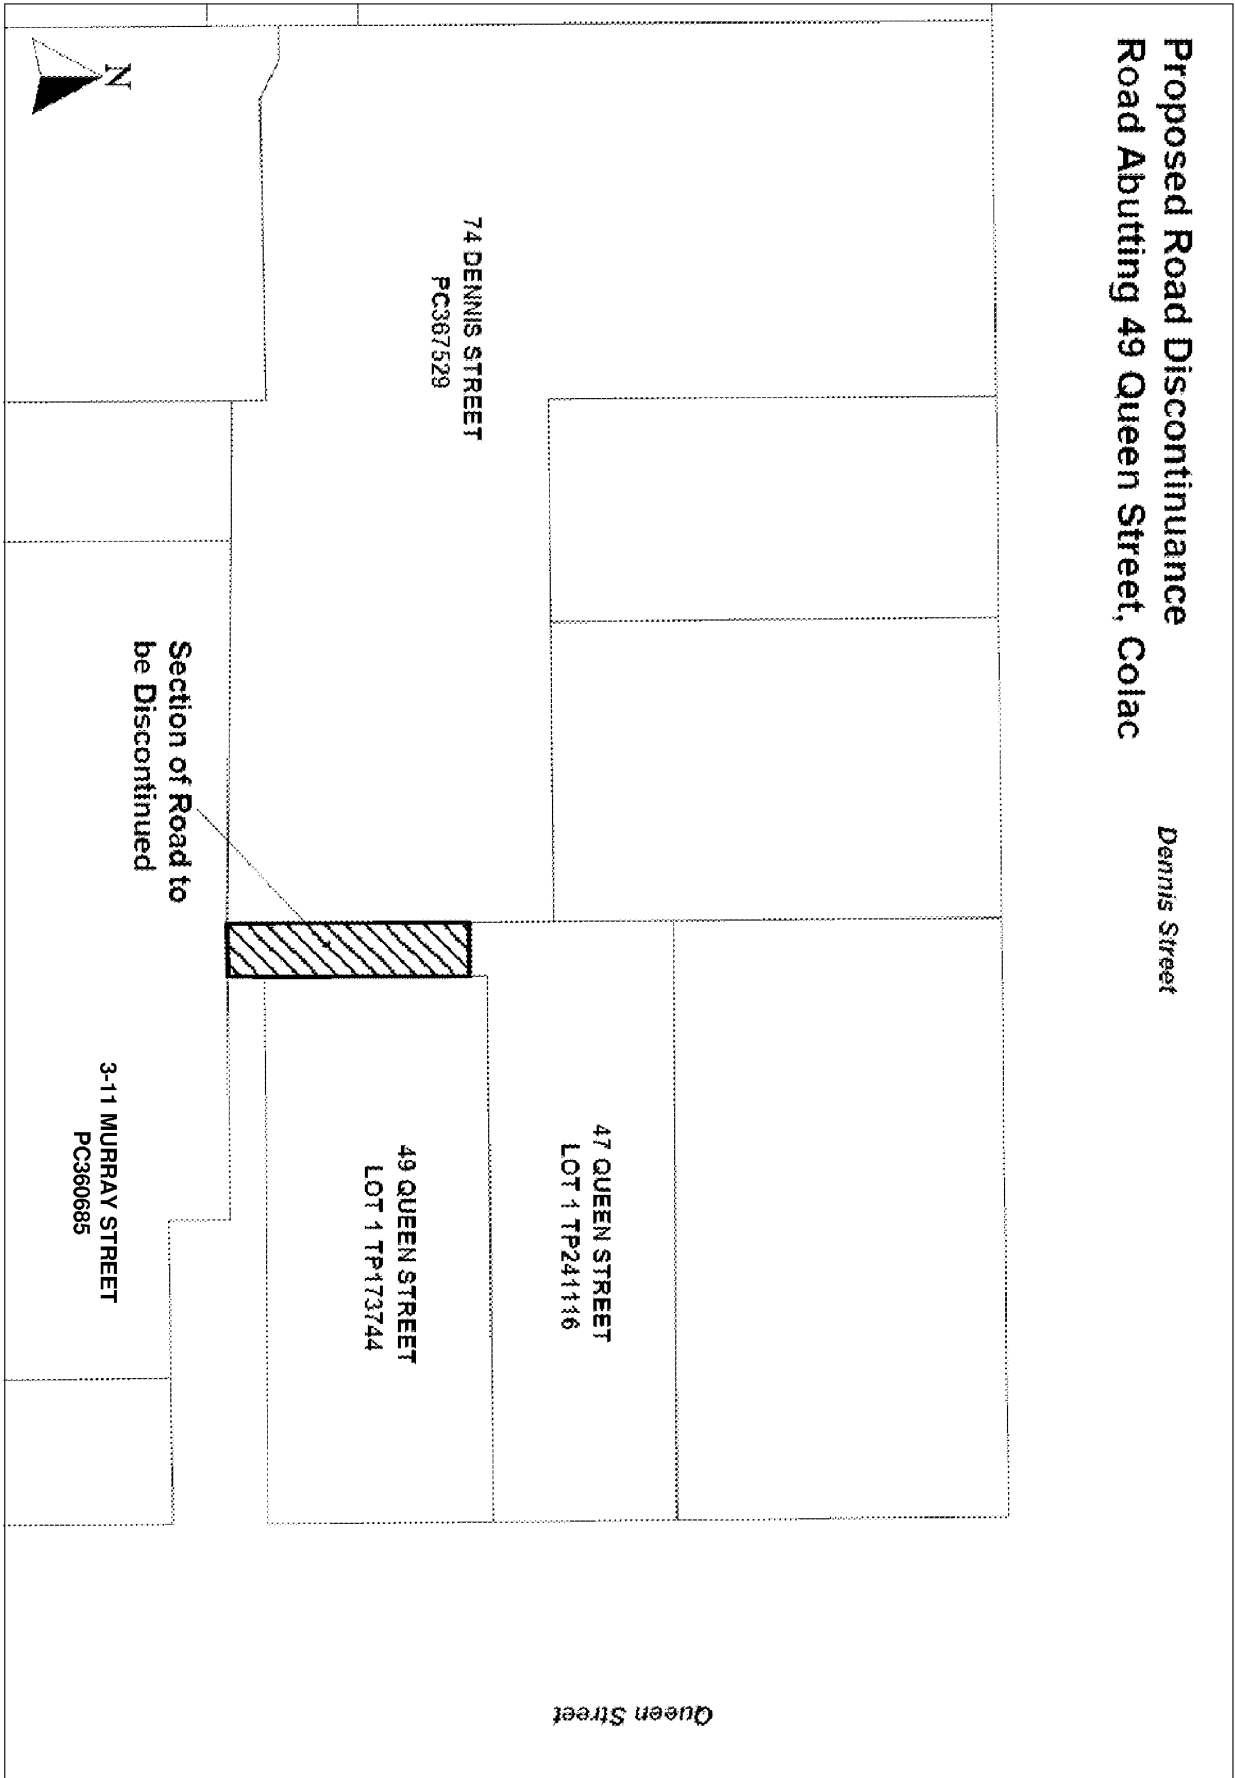 Proposed Road Discontinuance
Road Abutting 49 Queen Street, Colac
Dennis Street
74 DENNIS STREET
PC367529
47 QUEEN STREET
LOT 1 TP241116
49 QUEEN STREET
LOT 1 TP173744
Queen Street
Section of Road to
be Discontinued
3-11 MURRAY STREET
PC360685
N